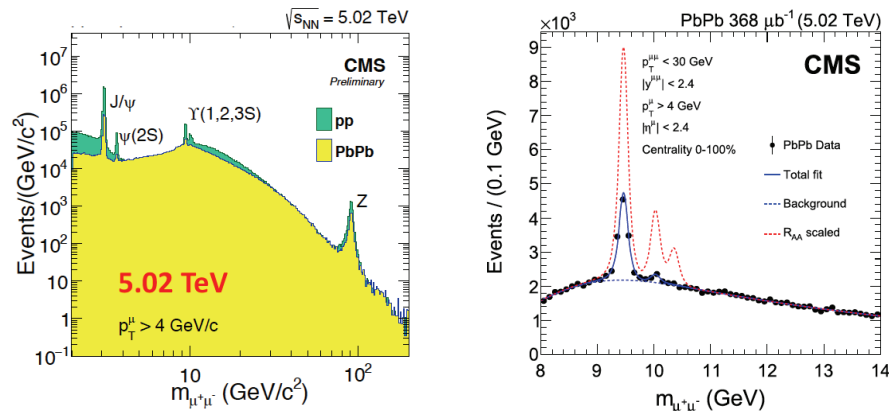 √s_NN = 5.02 TeV
Events/(GeV/c²)
10⁷
10⁶
10⁵
10⁴
10³
10²
10
1
10⁻¹
CMS
Preliminary
J/ψ
ψ(2S)
ϒ(1,2,3S)
pp
PbPb
Z
5.02 TeV
p_T^μ > 4 GeV/c
10
10²
m_μ⁺μ⁻ (GeV/c²)
PbPb 368 μb⁻¹ (5.02 TeV)
×10³
Events / (0.1 GeV)
9
8
7
6
5
4
3
2
1
0
CMS
p_T^μμ < 30 GeV
|y^μμ| < 2.4
p_T^μ > 4 GeV
|η^μ| < 2.4
Centrality 0-100%
PbPb Data
Total fit
Background
R_AA scaled
8 9 10 11 12 13 14
m_μ⁺μ⁻ (GeV)